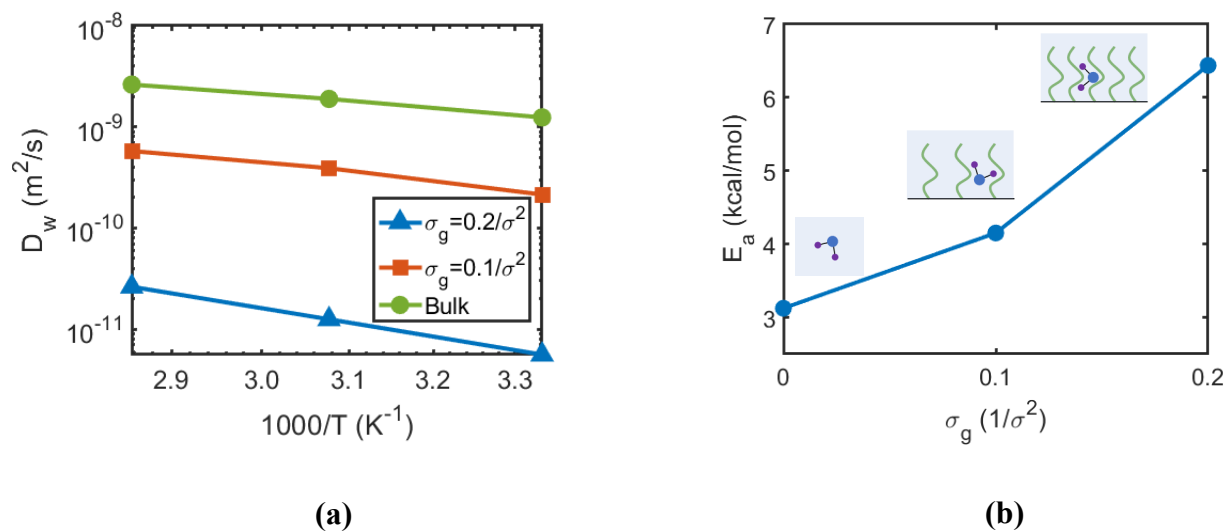 10^-8
10^-9
10^-10
10^-11
D_w (m^2/s)
σ_g=0.2/σ^2
σ_g=0.1/σ^2
Bulk
2.9 3.0 3.1 3.2 3.3
1000/T (K^-1)
(a)
7
6
5
4
3
E_a (kcal/mol)
0 0.1 0.2
σ_g (1/σ^2)
(b)